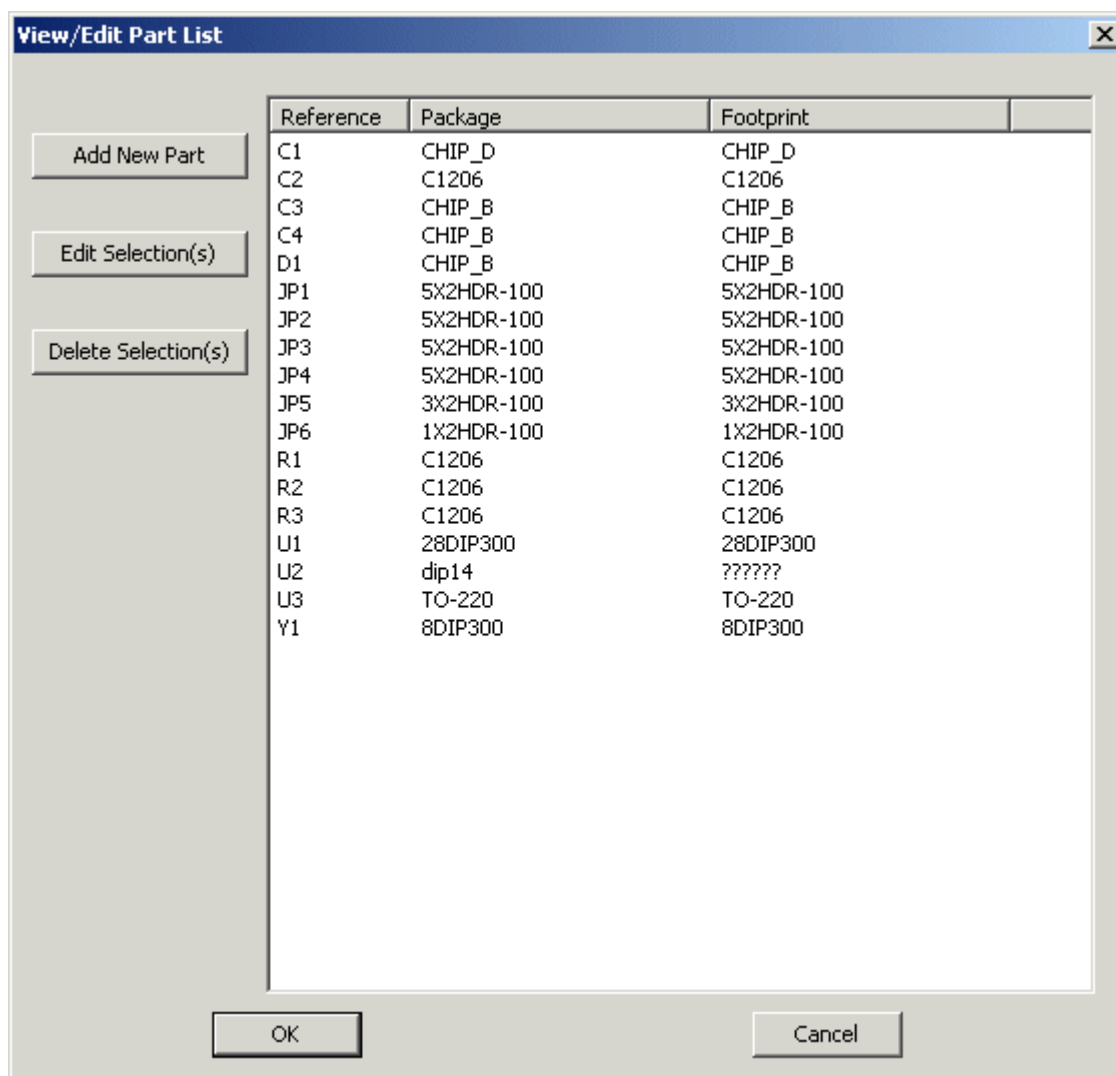 View/Edit Part List
Reference Package Footprint
Add New Part
Edit Selection(s)
Delete Selection(s)
C1 CHIP_D CHIP_D
C2 C1206 C1206
C3 CHIP_B CHIP_B
C4 CHIP_B CHIP_B
D1 CHIP_B CHIP_B
JP1 5X2HDR-100 5X2HDR-100
JP2 5X2HDR-100 5X2HDR-100
JP3 5X2HDR-100 5X2HDR-100
JP4 5X2HDR-100 5X2HDR-100
JP5 3X2HDR-100 3X2HDR-100
JP6 1X2HDR-100 1X2HDR-100
R1 C1206 C1206
R2 C1206 C1206
R3 C1206 C1206
U1 28DIP300 28DIP300
U2 dip14 ??????
U3 TO-220 TO-220
Y1 8DIP300 8DIP300
OK Cancel